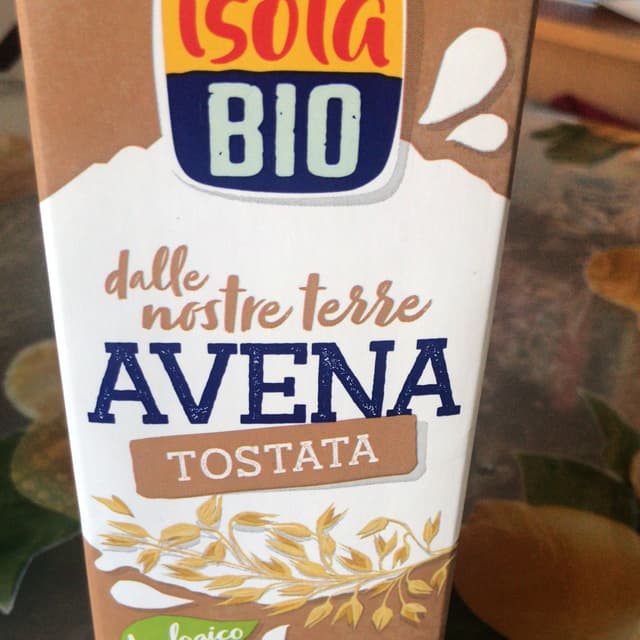 Isola
BIO
dalle
nostre terre
AVENA
TOSTATA